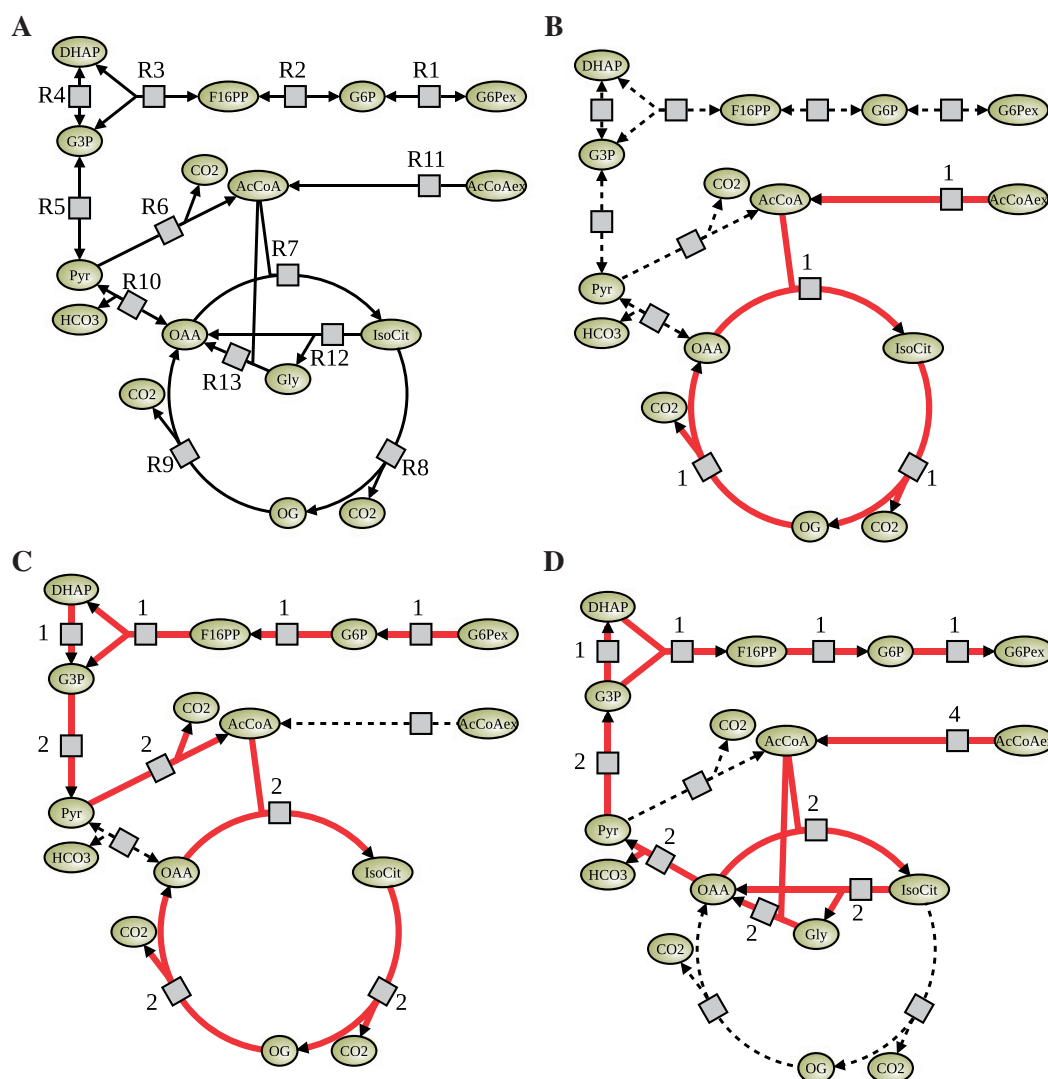 A
DHAP
R3 R2 R1
R4
F16PP G6P G6Pex
G3P
CO2 R11
AcCoA AcCoAex
R5 R6
R7
Pyr R10
HCO3 OAA IsoCit
R12
R13 Gly
CO2
R9 R8
OG CO2
B
DHAP
F16PP G6P G6Pex
G3P
CO2 1
AcCoA AcCoAex
1
Pyr
HCO3 OAA IsoCit
CO2
1 1
OG CO2
C
DHAP
1 1 1
1
F16PP G6P G6Pex
G3P
CO2
AcCoA AcCoAex
2 2
2
Pyr
HCO3 OAA IsoCit
CO2
2 2
OG CO2
D
DHAP
1 1 1
1
F16PP G6P G6Pex
G3P
CO2 4
AcCoA AcCoAex
2
2
Pyr 2
HCO3 OAA IsoCit
2
2 Gly
CO2
OG CO2